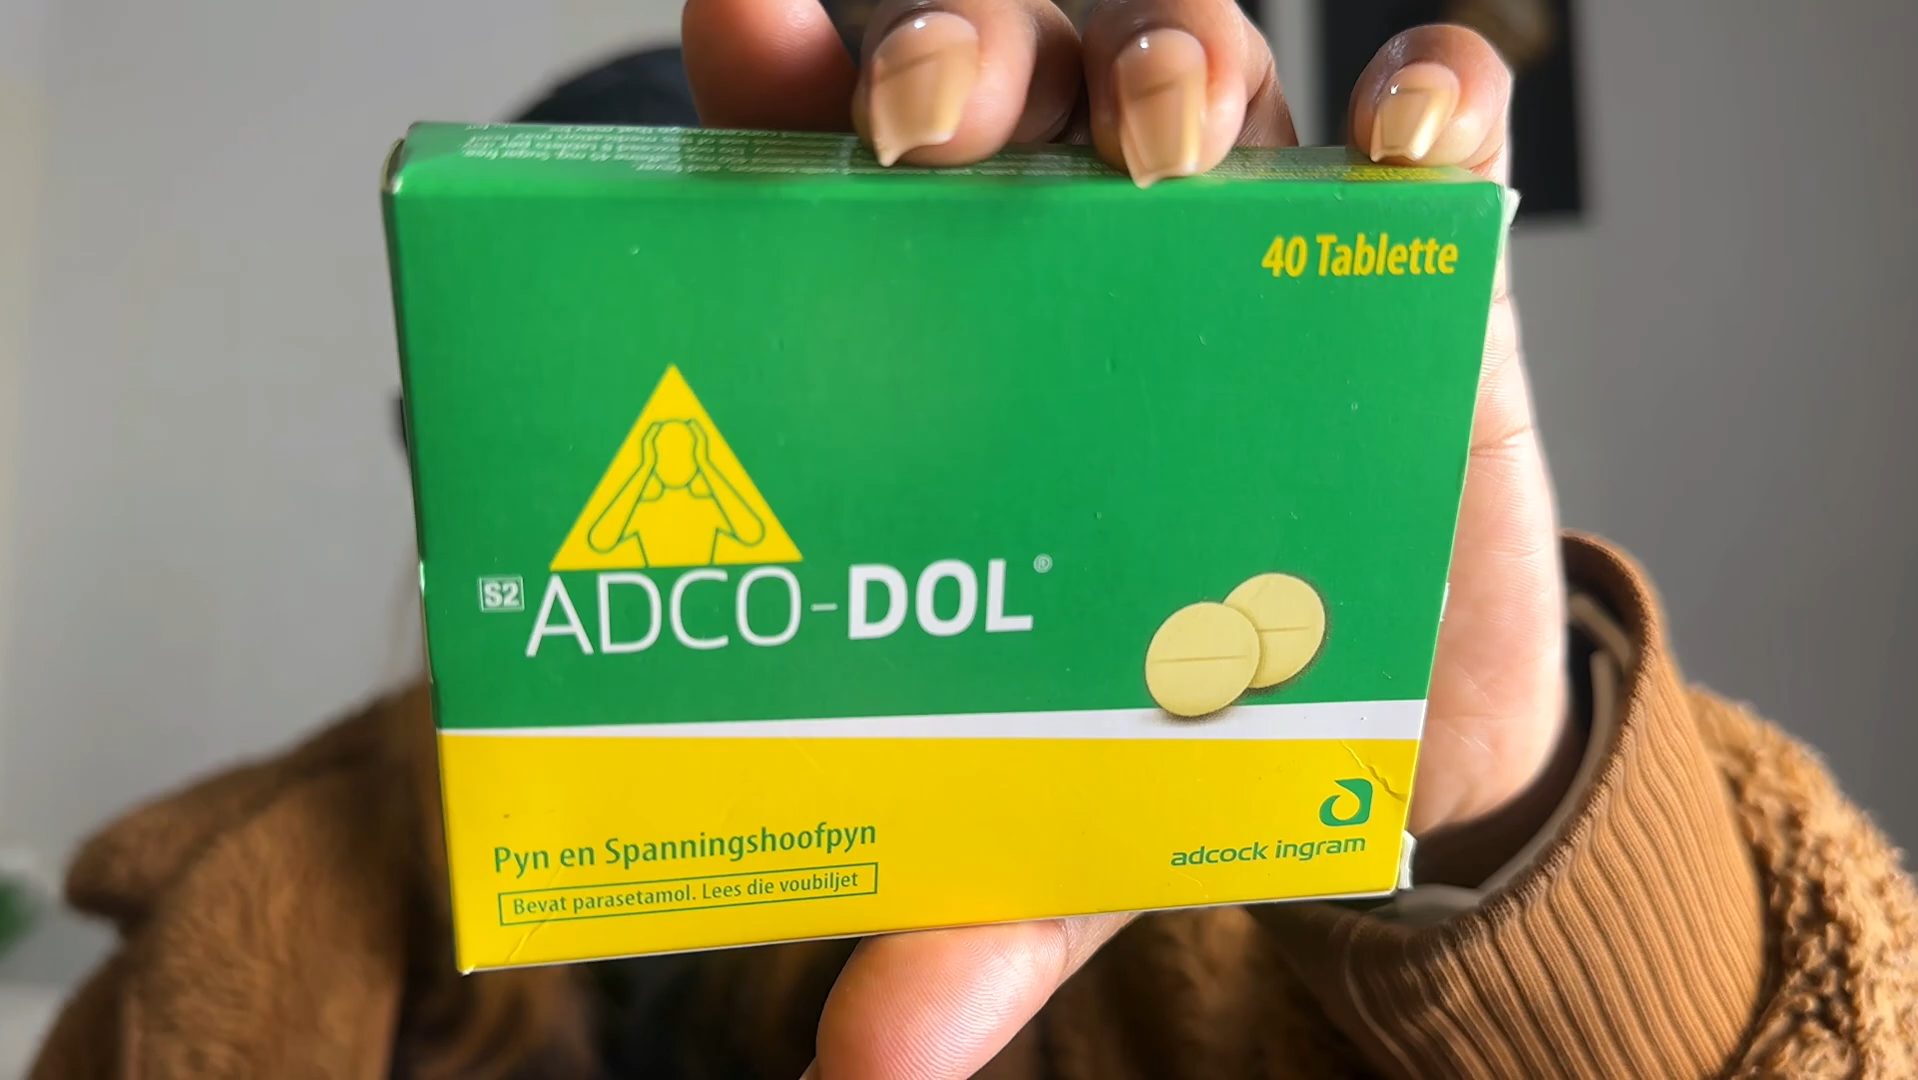 40 Tablette
S2 ADCO-DOL®
Pyn en Spanningshoofpyn
Bevat parasetamol. Lees die voubiljet
adcock ingram